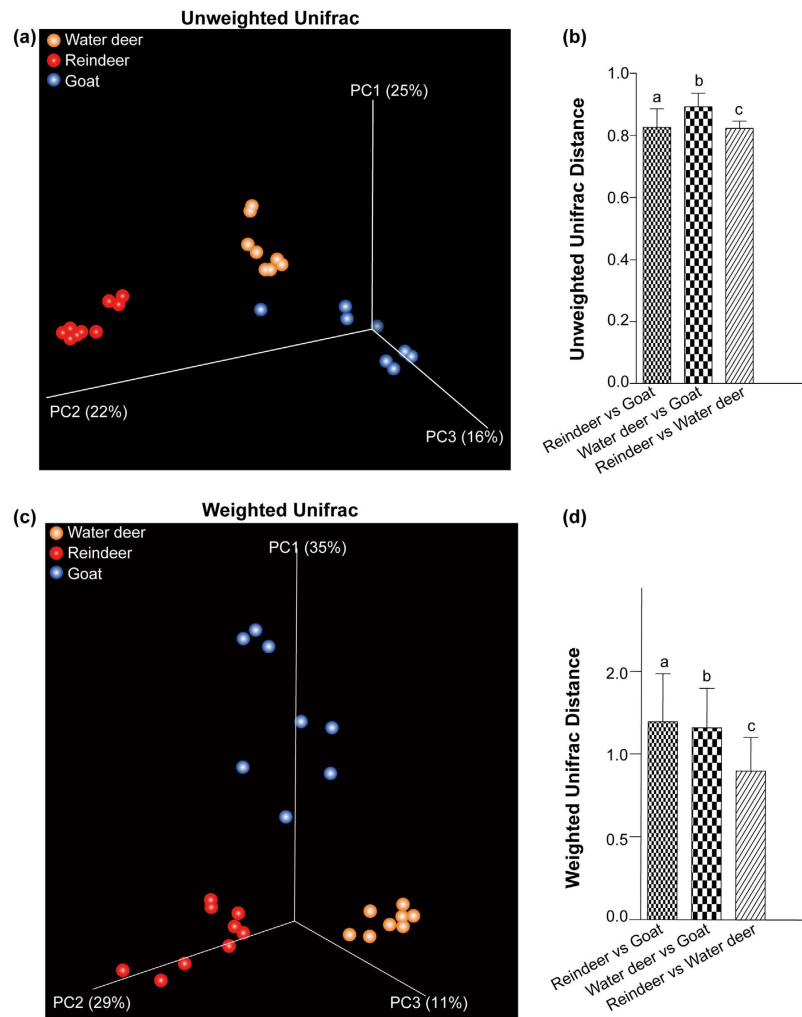 Unweighted Unifrac
(a)
Water deer
Reindeer
Goat
PC1 (25%)
PC2 (22%)
PC3 (16%)
(b)
Unweighted Unifrac Distance
1.0
0.8
0.6
0.4
0.2
0.0
a
b
c
Reindeer vs Goat
Water deer vs Goat
Reindeer vs Water deer
Weighted Unifrac
(c)
Water deer
Reindeer
Goat
PC1 (35%)
PC2 (29%)
PC3 (11%)
(d)
Weighted Unifrac Distance
2.0
1.0
0.5
0.0
a
b
c
Reindeer vs Goat
Water deer vs Goat
Reindeer vs Water deer